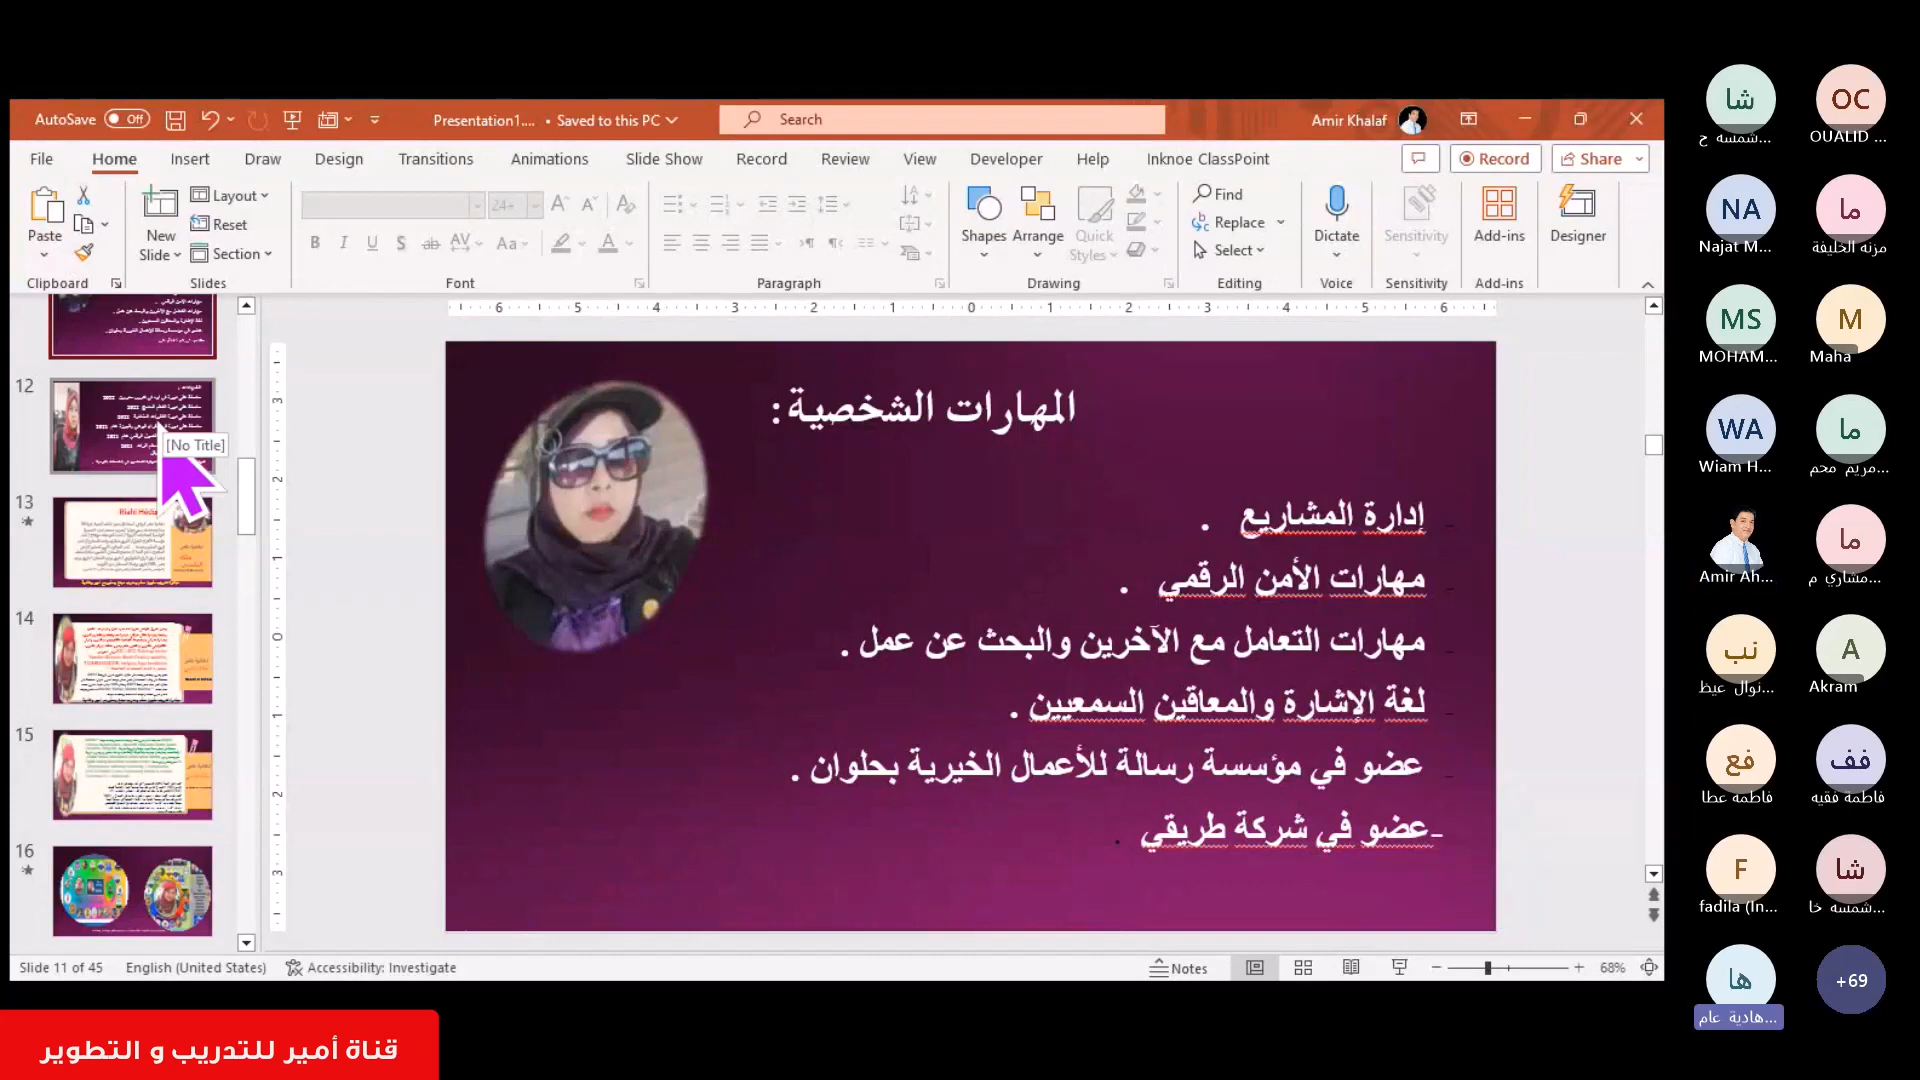 AutoSave Off
Presentation1.... • Saved to this PC
Search
Amir Khalaf
File Home Insert Draw Design Transitions Animations Slide Show Record Review View Developer Help Inknoe ClassPoint
Record Share
Paste
New Slide
Layout
Reset
Section
24+
Shapes Arrange Quick Styles
Find
Replace
Select
Dictate
Sensitivity
Add-ins
Designer
Clipboard Slides Font Paragraph Drawing Editing Voice Sensitivity Add-ins
12
[No Title]
13
14
15
16
المهارات الشخصية:
إدارة المشاريع .
مهارات الأمن الرقمي .
مهارات التعامل مع الآخرين والبحث عن عمل .
لغة الإشارة والمعاقين السمعيين .
عضو في مؤسسة رسالة للأعمال الخيرية بحلوان .
-عضو في شركة طريقي .
Slide 11 of 45
English (United States)
Accessibility: Investigate
Notes
68%
قناة أمير للتدريب و التطوير
شا
شمسه ح...
OC
OUALID ...
NA
Najat M...
ما
مزنه الخليفة
MS
MOHAM...
M
Maha
WA
Wiam H...
ما
مريم محم...
Amir Ah...
ما
مشاري م...
نب
نوال عيظ...
A
Akram
فع
فاطمه عطا
فف
فاطمة فقيه
F
fadila (In...
شا
شمسه خا...
ها
هادية عام...
+69